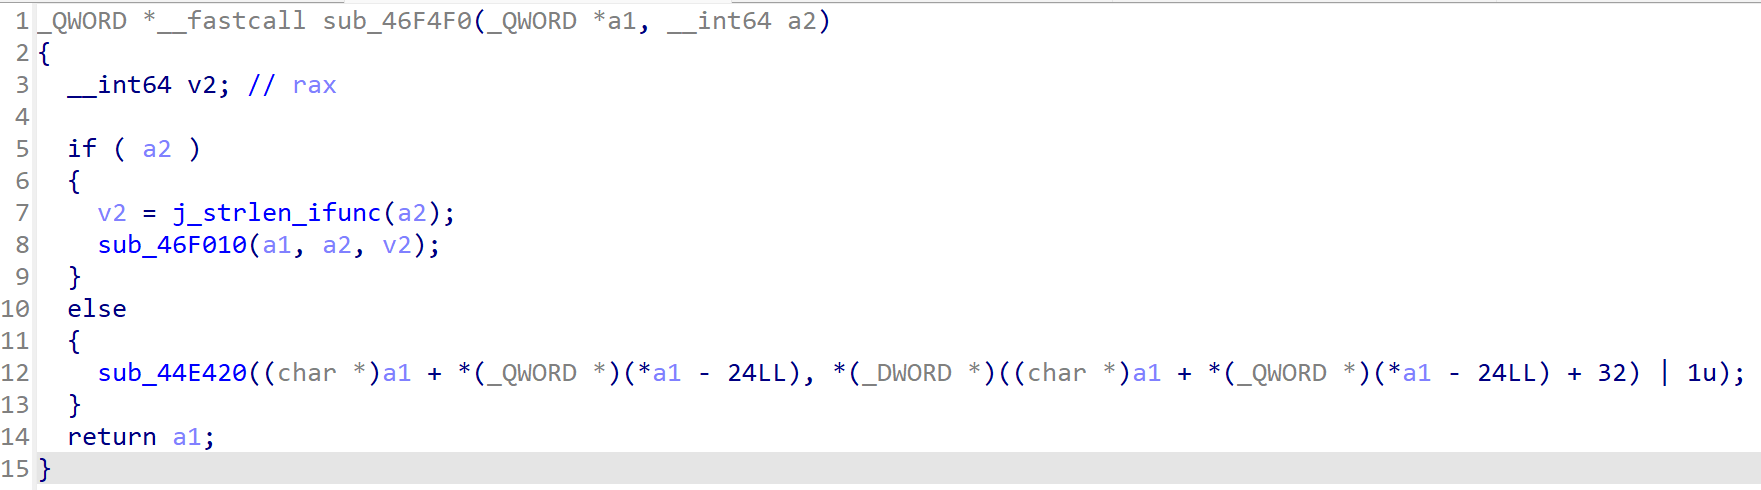 1 _QWORD *__fastcall sub_46F4F0(_QWORD *a1, __int64 a2)
2 {
3   __int64 v2; // rax
4
5   if ( a2 )
6   {
7     v2 = j_strlen_ifunc(a2);
8     sub_46F010(a1, a2, v2);
9   }
10   else
11   {
12     sub_44E420((char *)a1 + *(_QWORD *)(*a1 - 24LL), *(_DWORD *)((char *)a1 + *(_QWORD *)(*a1 - 24LL) + 32) | 1u);
13   }
14   return a1;
15 }